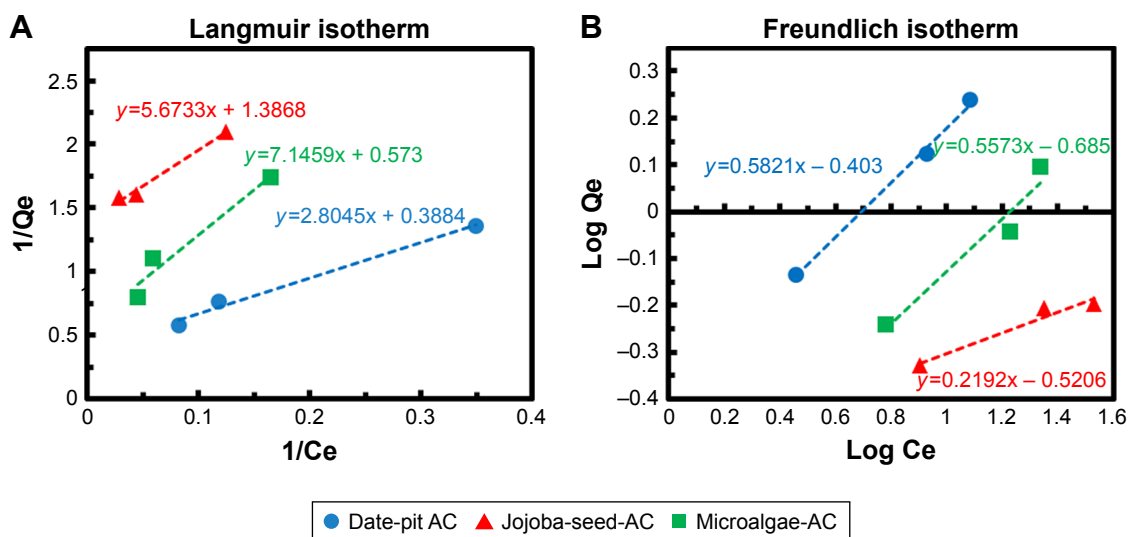 A
Langmuir isotherm
2.5
2
1.5
1
0.5
0
1/Qe
y=5.6733x + 1.3868
y=7.1459x + 0.573
y=2.8045x + 0.3884
0 0.1 0.2 0.3 0.4
1/Ce
B
Freundlich isotherm
0.3
0.2
0.1
0
–0.1
–0.2
–0.3
–0.4
Log Qe
y=0.5821x – 0.403
y=0.5573x – 0.685
y=0.2192x – 0.5206
0 0.2 0.4 0.6 0.8 1 1.2 1.4 1.6
Log Ce
Date-pit AC Jojoba-seed-AC Microalgae-AC